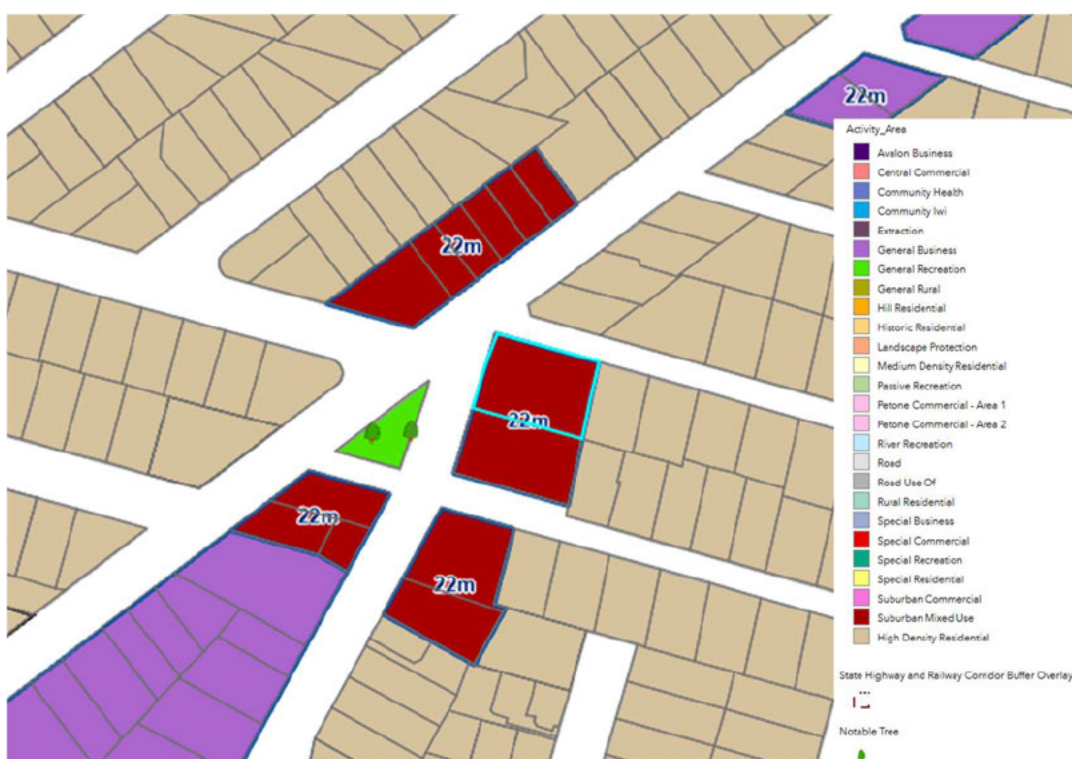 22m
22m
22m
22m
22m
Activity_Area
Avalon Business
Central Commercial
Community Health
Community Iwi
Extraction
General Business
General Recreation
General Rural
Hill Residential
Historic Residential
Landscape Protection
Medium Density Residential
Passive Recreation
Petone Commercial - Area 1
Petone Commercial - Area 2
River Recreation
Road
Road Use Of
Rural Residential
Special Business
Special Commercial
Special Recreation
Special Residential
Suburban Commercial
Suburban Mixed Use
High Density Residential
State Highway and Railway Corridor Buffer Overlay
Notable Tree